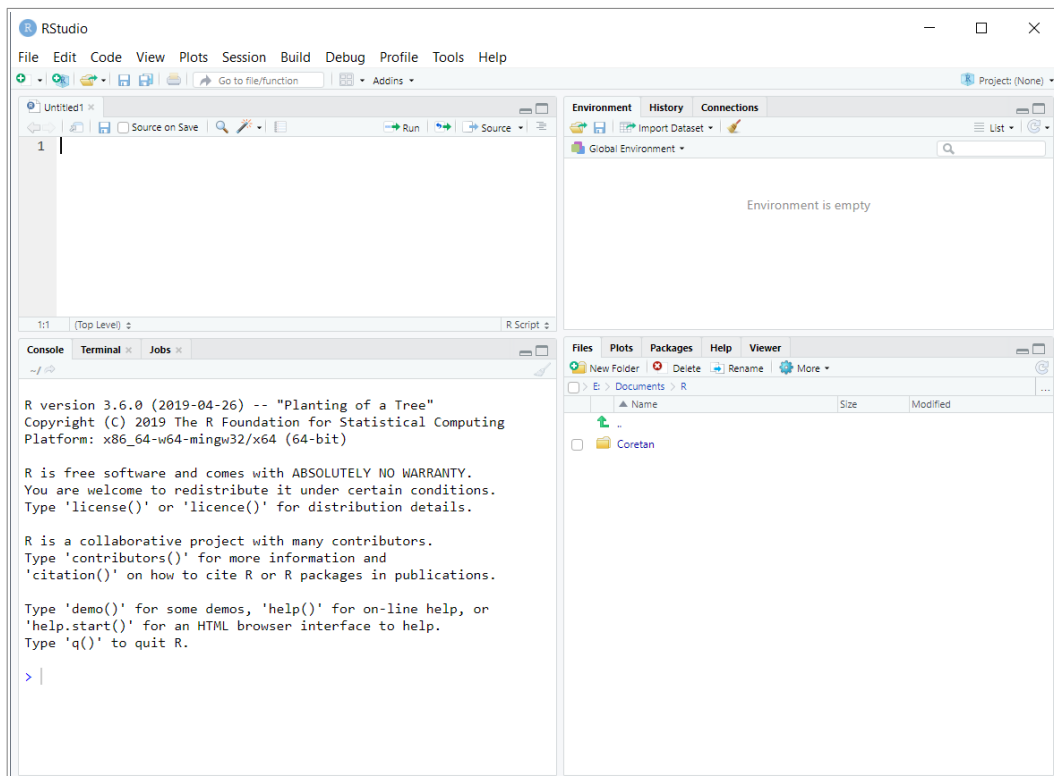 RStudio
File Edit Code View Plots Session Build Debug Profile Tools Help
Go to file/function Addins Project: (None)
Untitled1
Source on Save Run Source
1
1:1 (Top Level) R Script
Console Terminal Jobs
~/
R version 3.6.0 (2019-04-26) -- "Planting of a Tree"
Copyright (C) 2019 The R Foundation for Statistical Computing
Platform: x86_64-w64-mingw32/x64 (64-bit)
R is free software and comes with ABSOLUTELY NO WARRANTY.
You are welcome to redistribute it under certain conditions.
Type 'license()' or 'licence()' for distribution details.
R is a collaborative project with many contributors.
Type 'contributors()' for more information and
'citation()' on how to cite R or R packages in publications.
Type 'demo()' for some demos, 'help()' for on-line help, or
'help.start()' for an HTML browser interface to help.
Type 'q()' to quit R.
>
Environment History Connections
Import Dataset List
Global Environment
Environment is empty
Files Plots Packages Help Viewer
New Folder Delete Rename More
E: > Documents > R ...
Name Size Modified
..
Coretan